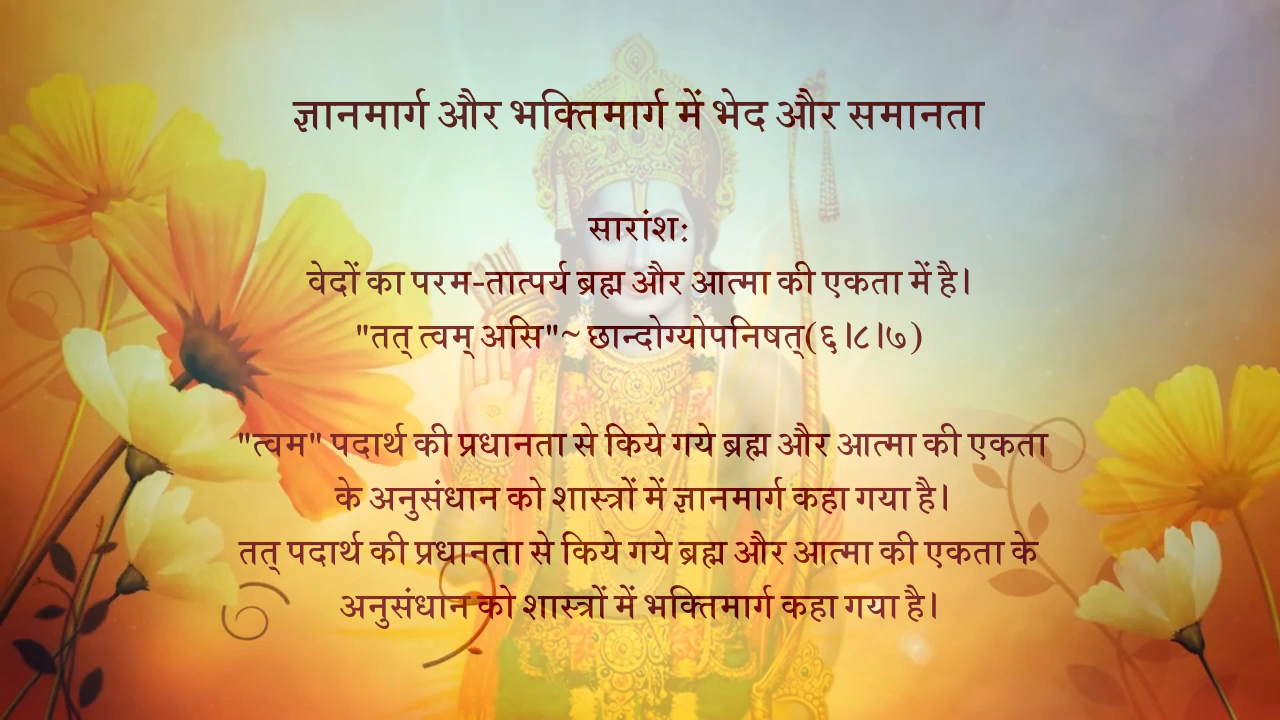 ज्ञानमार्ग और भक्तिमार्ग में भेद और समानता
सारांश:
वेदों का परम-तात्पर्य ब्रह्म और आत्मा की एकता में है।
"तत् त्वम् असि"~ छान्दोग्योपनिषत्(६।८।७)
"त्वम" पदार्थ की प्रधानता से किये गये ब्रह्म और आत्मा की एकता
के अनुसंधान को शास्त्रों में ज्ञानमार्ग कहा गया है।
तत् पदार्थ की प्रधानता से किये गये ब्रह्म और आत्मा की एकता के
अनुसंधान को शास्त्रों में भक्तिमार्ग कहा गया है।